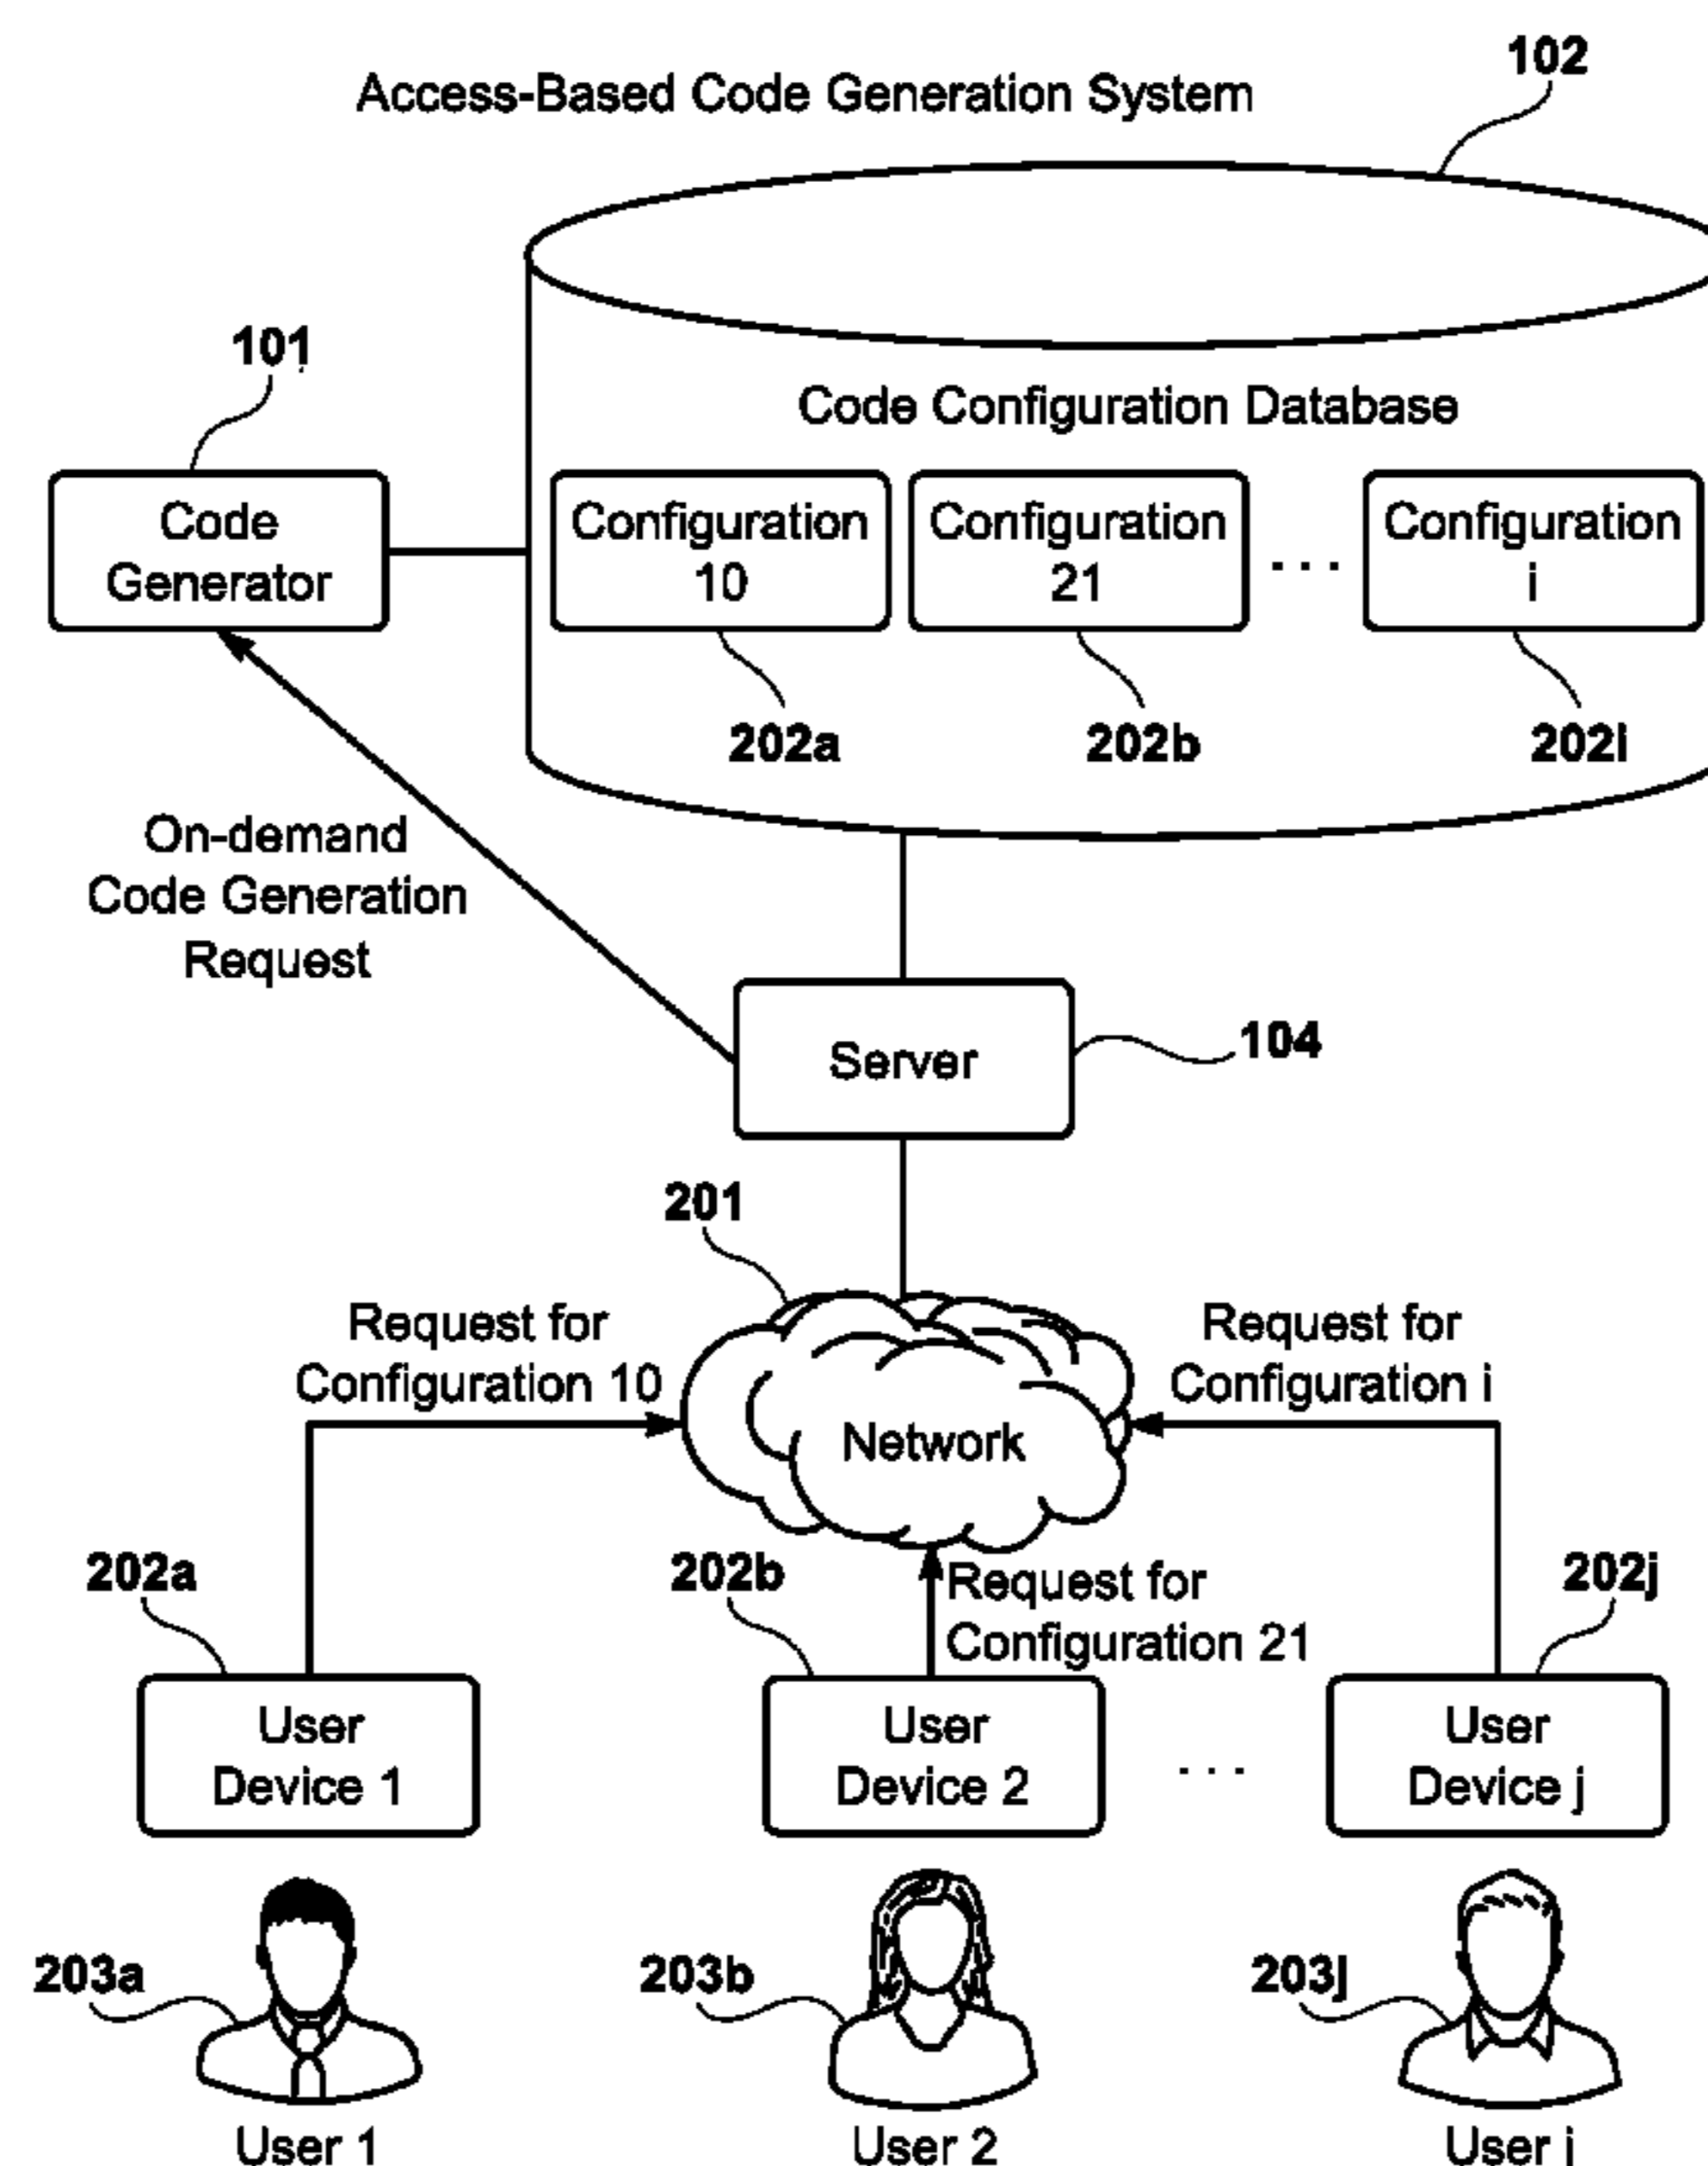 102
Access-Based Code Generation System
101
Code Configuration Database
Code
Generator
Configuration
10
Configuration
21
...
Configuration
i
202a
202b
202i
On-demand
Code Generation
Request
Server
104
201
Request for
Configuration 10
Request for
Configuration i
Network
202a
202b
Request for
Configuration 21
202j
User
Device 1
User
Device 2
...
User
Device j
203a
203b
203j
User 1
User 2
User j